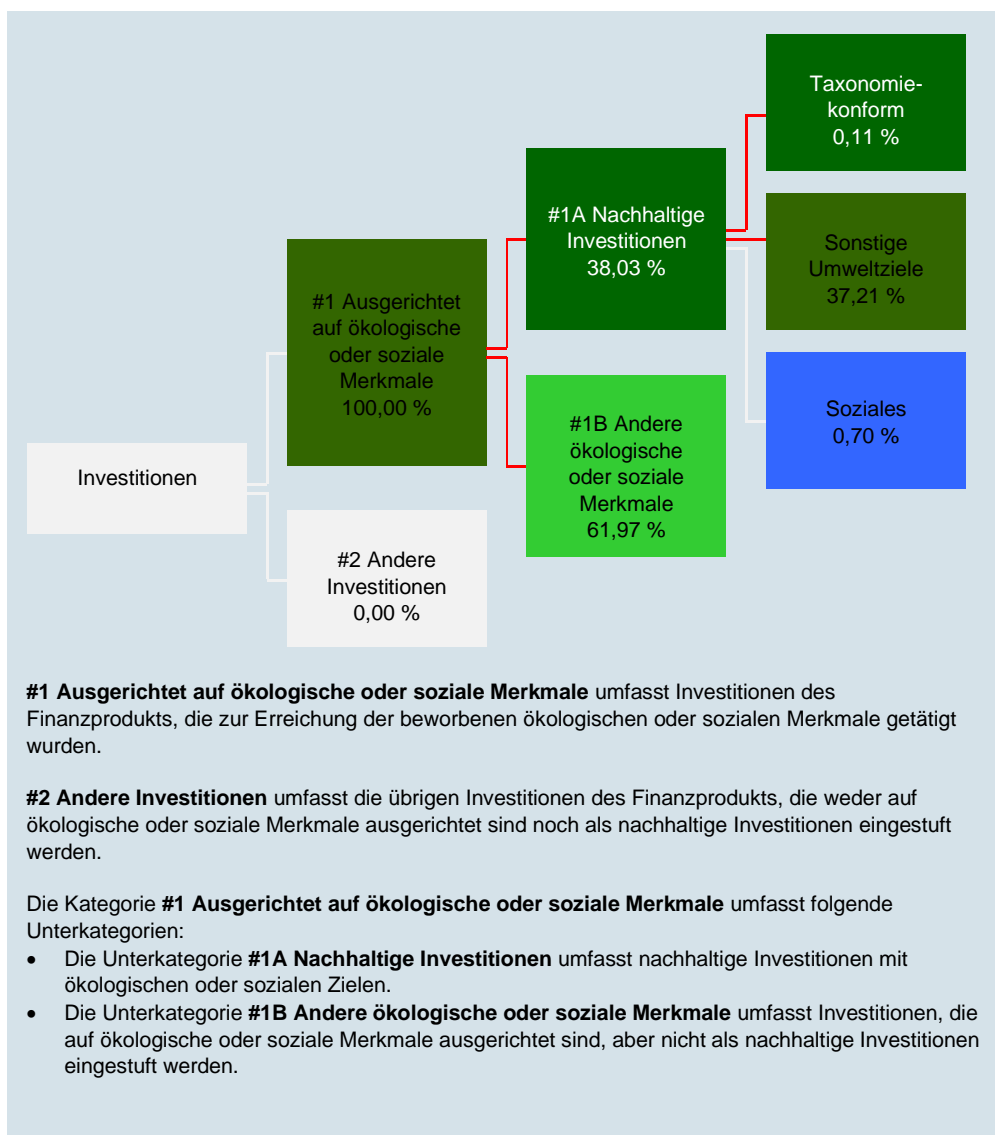 Taxonomie-
konform
0,11 %
#1A Nachhaltige
Investitionen
38,03 %
Sonstige
Umweltziele
37,21 %
#1 Ausgerichtet
auf ökologische
oder soziale
Merkmale
100,00 %
Soziales
0,70 %
#1B Andere
ökologische
oder soziale
Merkmale
61,97 %
Investitionen
#2 Andere
Investitionen
0,00 %
#1 Ausgerichtet auf ökologische oder soziale Merkmale umfasst Investitionen des
Finanzprodukts, die zur Erreichung der beworbenen ökologischen oder sozialen Merkmale getätigt
wurden.
#2 Andere Investitionen umfasst die übrigen Investitionen des Finanzprodukts, die weder auf
ökologische oder soziale Merkmale ausgerichtet sind noch als nachhaltige Investitionen eingestuft
werden.
Die Kategorie #1 Ausgerichtet auf ökologische oder soziale Merkmale umfasst folgende
Unterkategorien:
• Die Unterkategorie #1A Nachhaltige Investitionen umfasst nachhaltige Investitionen mit
ökologischen oder sozialen Zielen.
• Die Unterkategorie #1B Andere ökologische oder soziale Merkmale umfasst Investitionen, die
auf ökologische oder soziale Merkmale ausgerichtet sind, aber nicht als nachhaltige Investitionen
eingestuft werden.